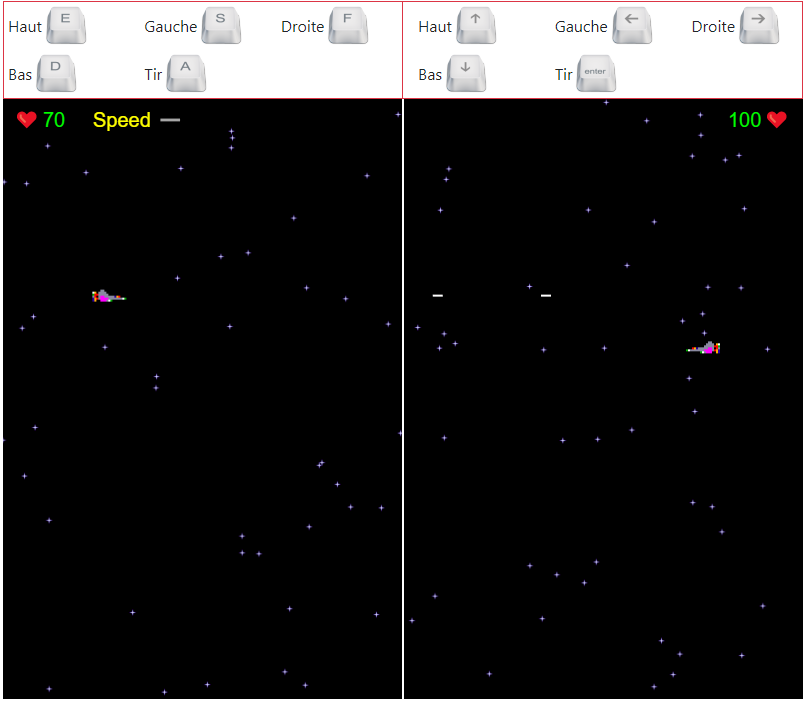 Haut E Gauche S Droite F
Bas D Tir A
Haut ↑ Gauche ← Droite →
Bas ↓ Tir enter
70 Speed
100